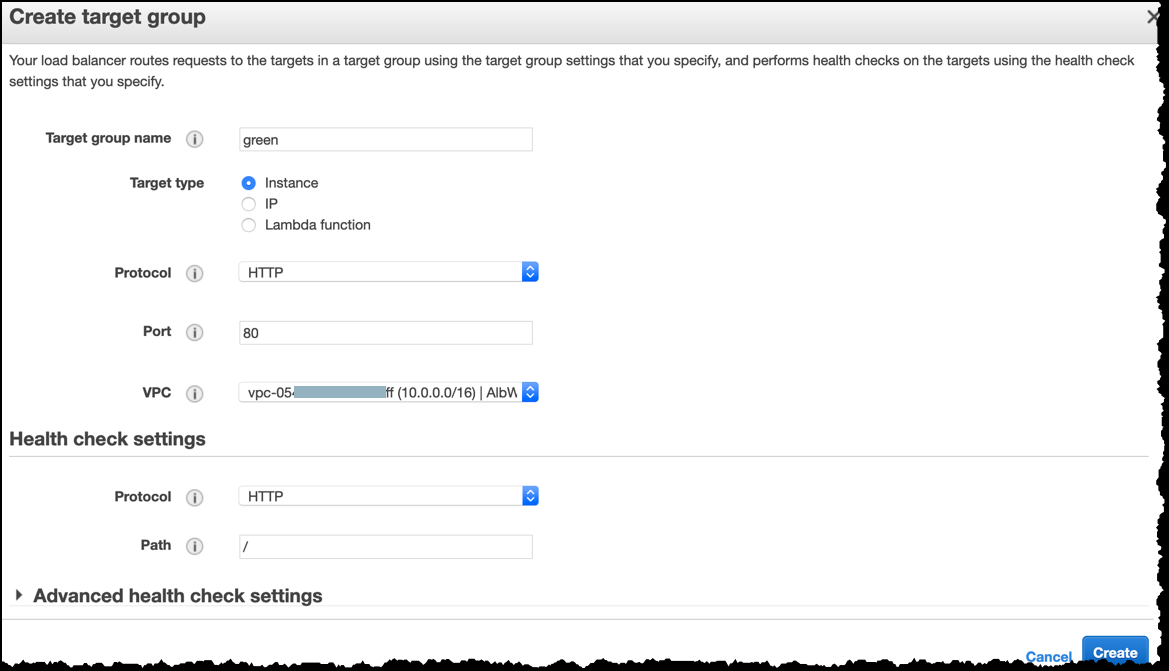 Create target group
Your load balancer routes requests to the targets in a target group using the target group settings that you specify, and performs health checks on the targets using the health check
settings that you specify.
Target group name i green
Target type Instance
IP
Lambda function
Protocol i HTTP
Port i 80
VPC i vpc-054 ff (10.0.0.0/16) | AlbW
Health check settings
Protocol i HTTP
Path i /
Advanced health check settings
Cancel Create